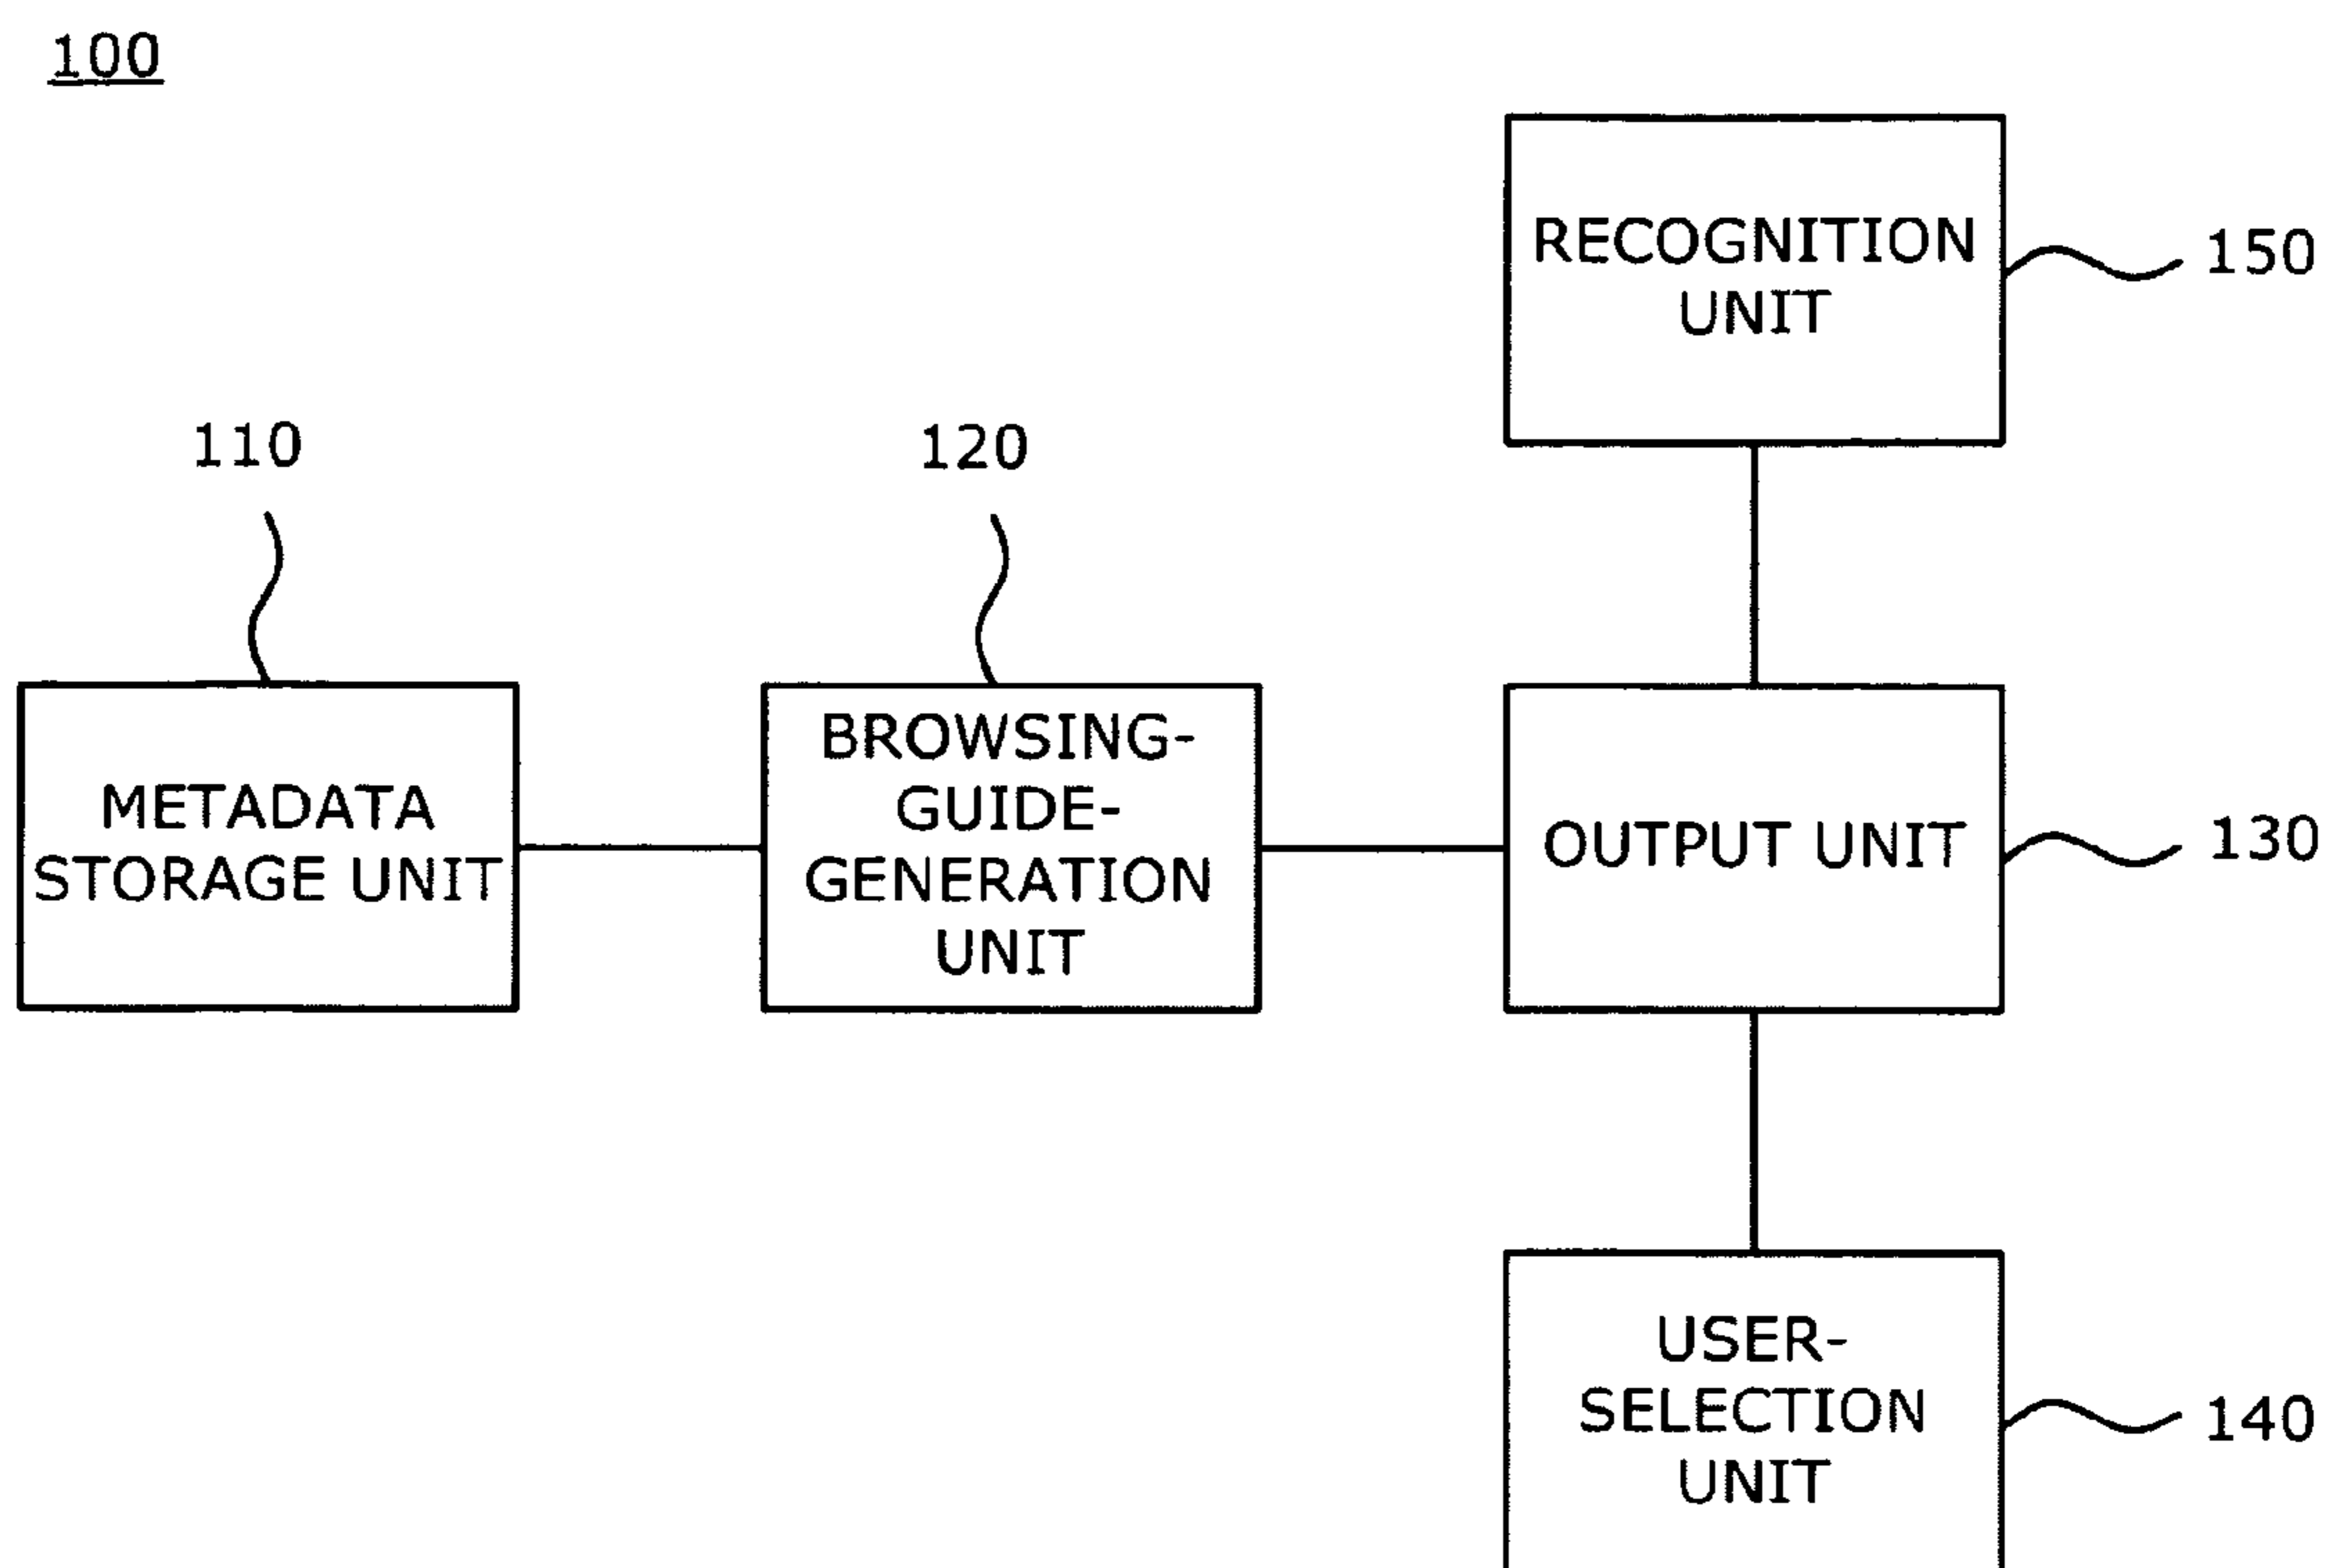 100
RECOGNITION
UNIT
150
110
120
METADATA
STORAGE UNIT
BROWSING-
GUIDE-
GENERATION
UNIT
OUTPUT UNIT
130
USER-
SELECTION
UNIT
140